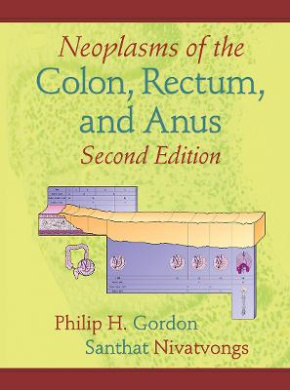 Neoplasms of the
Colon, Rectum,
and Anus
Second Edition
Philip H. Gordon
Santhat Nivatvongs